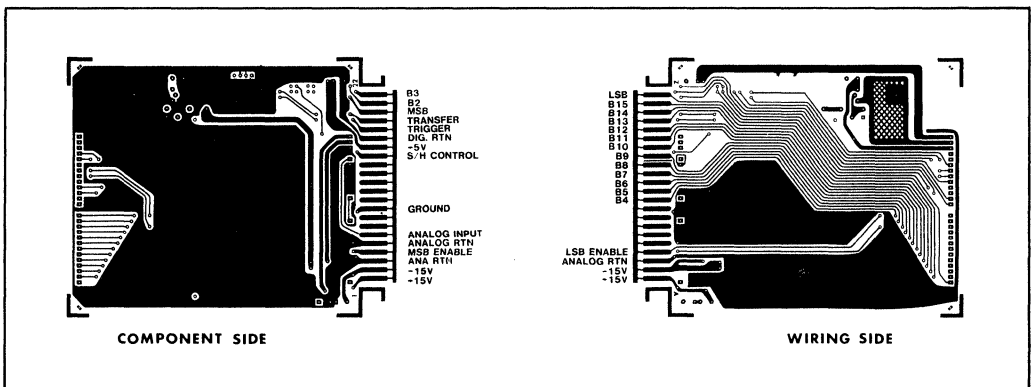 B3
B2
MSB
TRANSFER
TRIGGER
DIG. RTN
-5V
S/H CONTROL
GROUND
ANALOG INPUT
ANALOG RTN
MSB ENABLE
ANA RTN
-15V
+15V
22
1
COMPONENT SIDE
LSB
B15
B14
B13
B12
B11
B10
B9
B8
B7
B6
B5
B4
LSB ENABLE
ANALOG RTN
-15V
+15V
Z
A
WIRING SIDE